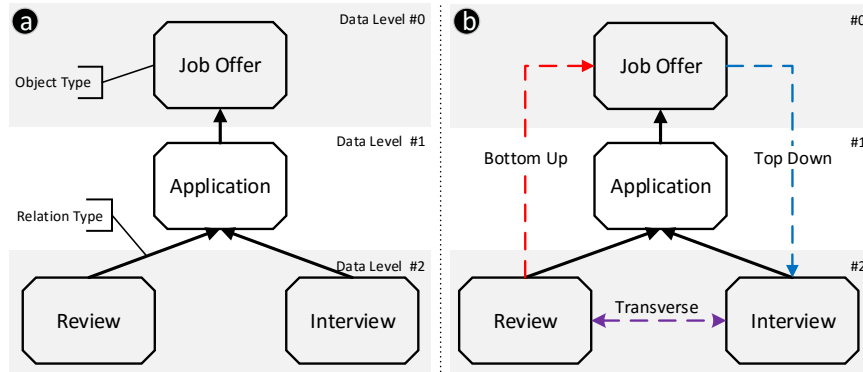 a
Data Level #0
Job Offer
Object Type
Data Level #1
Application
Relation Type
Data Level #2
Review
Interview
b
#0
Job Offer
#1
Bottom Up
Top Down
Application
#2
Transverse
Review
Interview